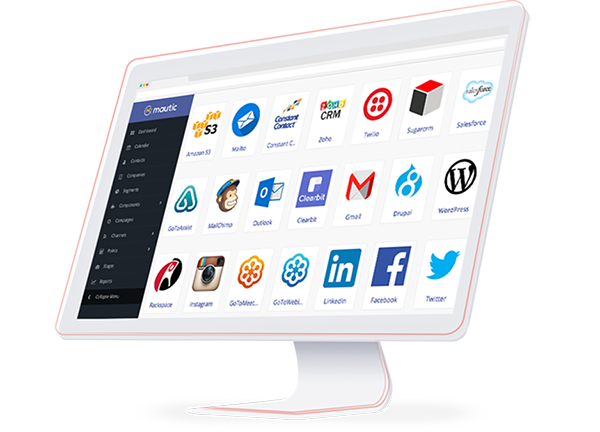 mautic
Dashboard
Calendar
Contacts
Companies
Segments
Components
Campaigns
Channels
Points
Stages
Reports
Collapse Menu
S3
Amazon S3
Mailto
Constant
Contact
Constant C...
ZOHO
CRM
Zoho
Twilio
Sugarcrm
salesforce
Salesforce
GoToAssist
MailChimp
Outlook
Clearbit
Clearbit
Gmail
Drupal
WordPress
Rackspace
Instagram
GoToMeet...
GoToWebi...
in
LinkedIn
Facebook
Twitter